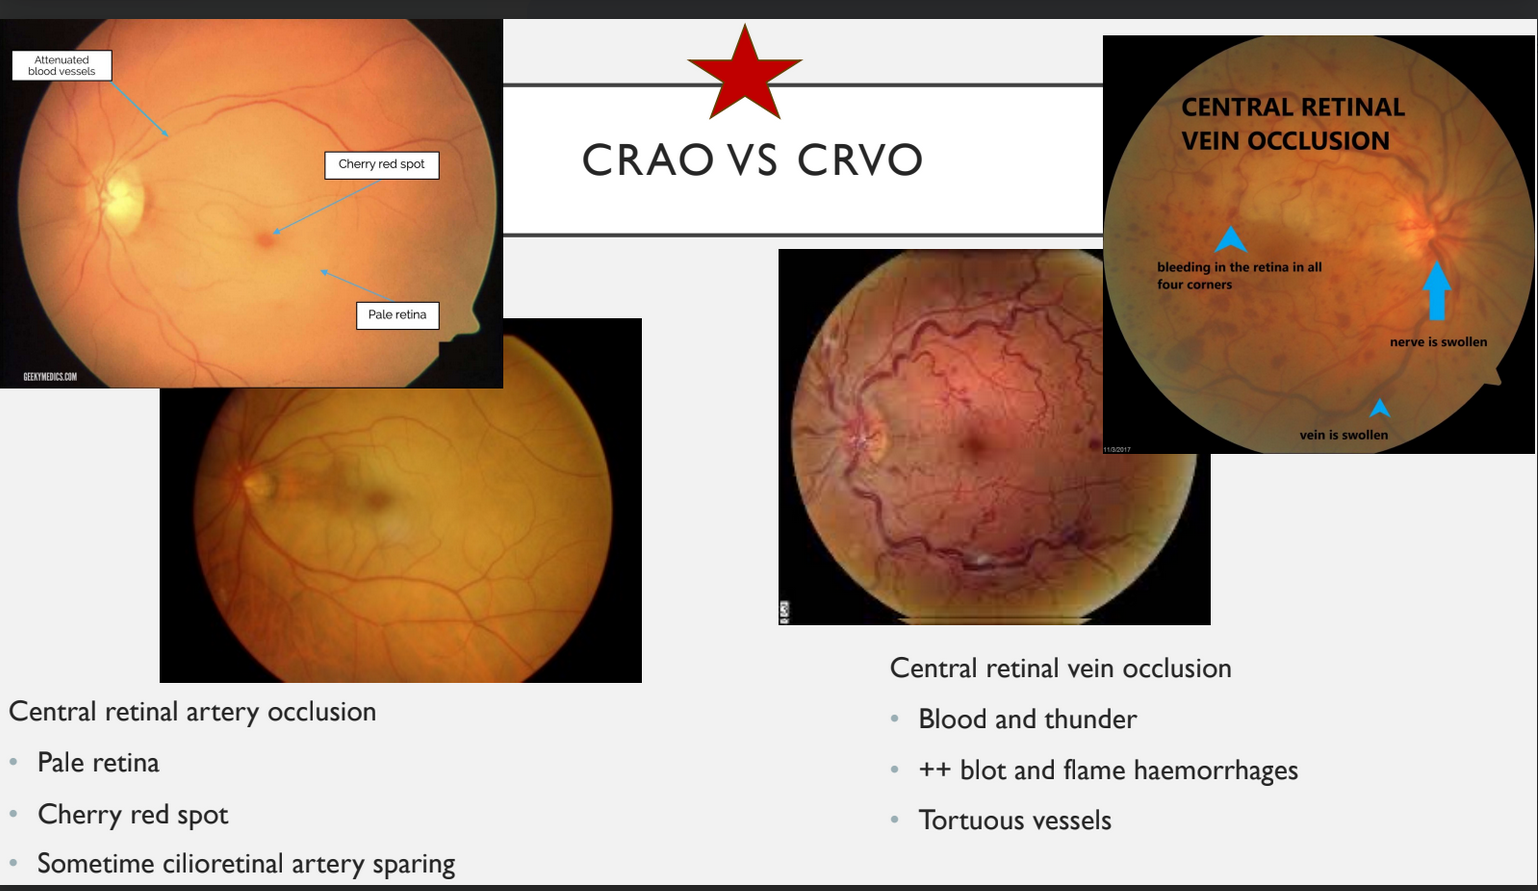 Attenuated
blood vessels
Cherry red spot
Pale retina
GEEKYMEDICS.COM
CRAO VS CRVO
CENTRAL RETINAL
VEIN OCCLUSION
bleeding in the retina in all
four corners
nerve is swollen
vein is swollen
11/3/2017
Central retinal artery occlusion
• Pale retina
• Cherry red spot
• Sometime cilioretinal artery sparing
Central retinal vein occlusion
• Blood and thunder
• ++ blot and flame haemorrhages
• Tortuous vessels